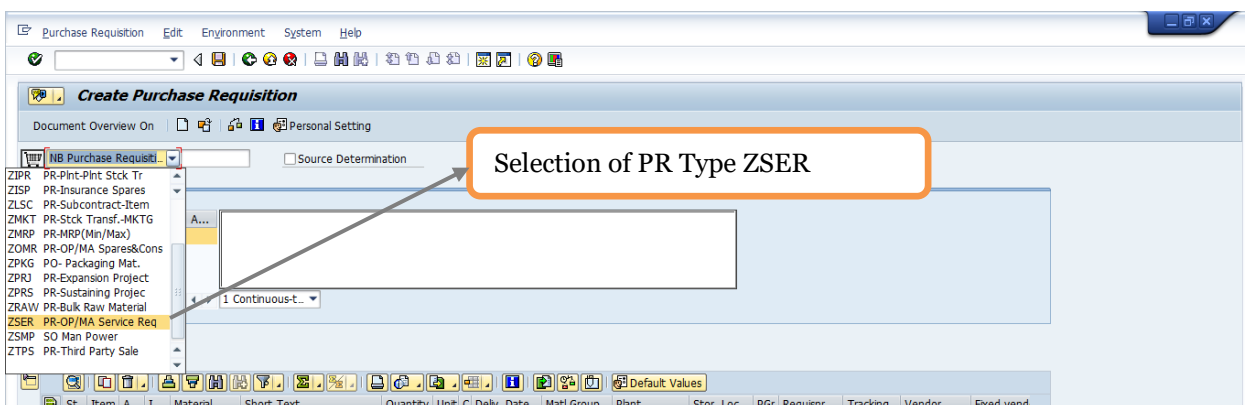 Purchase Requisition Edit Environment System Help
Create Purchase Requisition
Document Overview On Personal Setting
NB Purchase Requisiti.. Source Determination
Selection of PR Type ZSER
ZIPR PR-Plnt-Plnt Stck Tr
ZISP PR-Insurance Spares
ZLSC PR-Subcontract-Item
ZMKT PR-Stck Transf.-MKTG A...
ZMRP PR-MRP(Min/Max)
ZOMR PR-OP/MA Spares&Cons
ZPKG PO- Packaging Mat.
ZPRJ PR-Expansion Project
ZPRS PR-Sustaining Projec
ZRAW PR-Bulk Raw Material
1 Continuous-t..
ZSER PR-OP/MA Service Req
ZSMP SO Man Power
ZTPS PR-Third Party Sale
Default Values
St.. Item A I Material Short Text Quantity Unit C Deliv. Date Matl Group Plant Stor. Loc. PGr Requisnr. Tracking Vendor Fixed vend